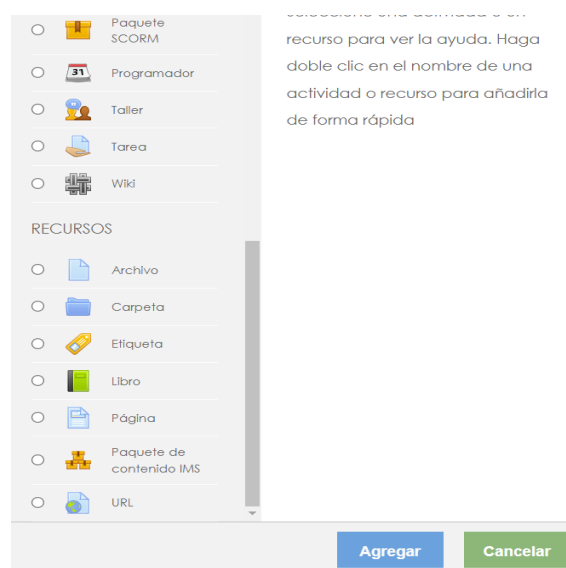 Paquete
SCORM
Programador
Taller
Tarea
Wiki
RECURSOS
Archivo
Carpeta
Etiqueta
Libro
Página
Paquete de
contenido IMS
URL
recurso para ver la ayuda. Haga
doble clic en el nombre de una
actividad o recurso para añadirla
de forma rápida
31
Agregar
Cancelar